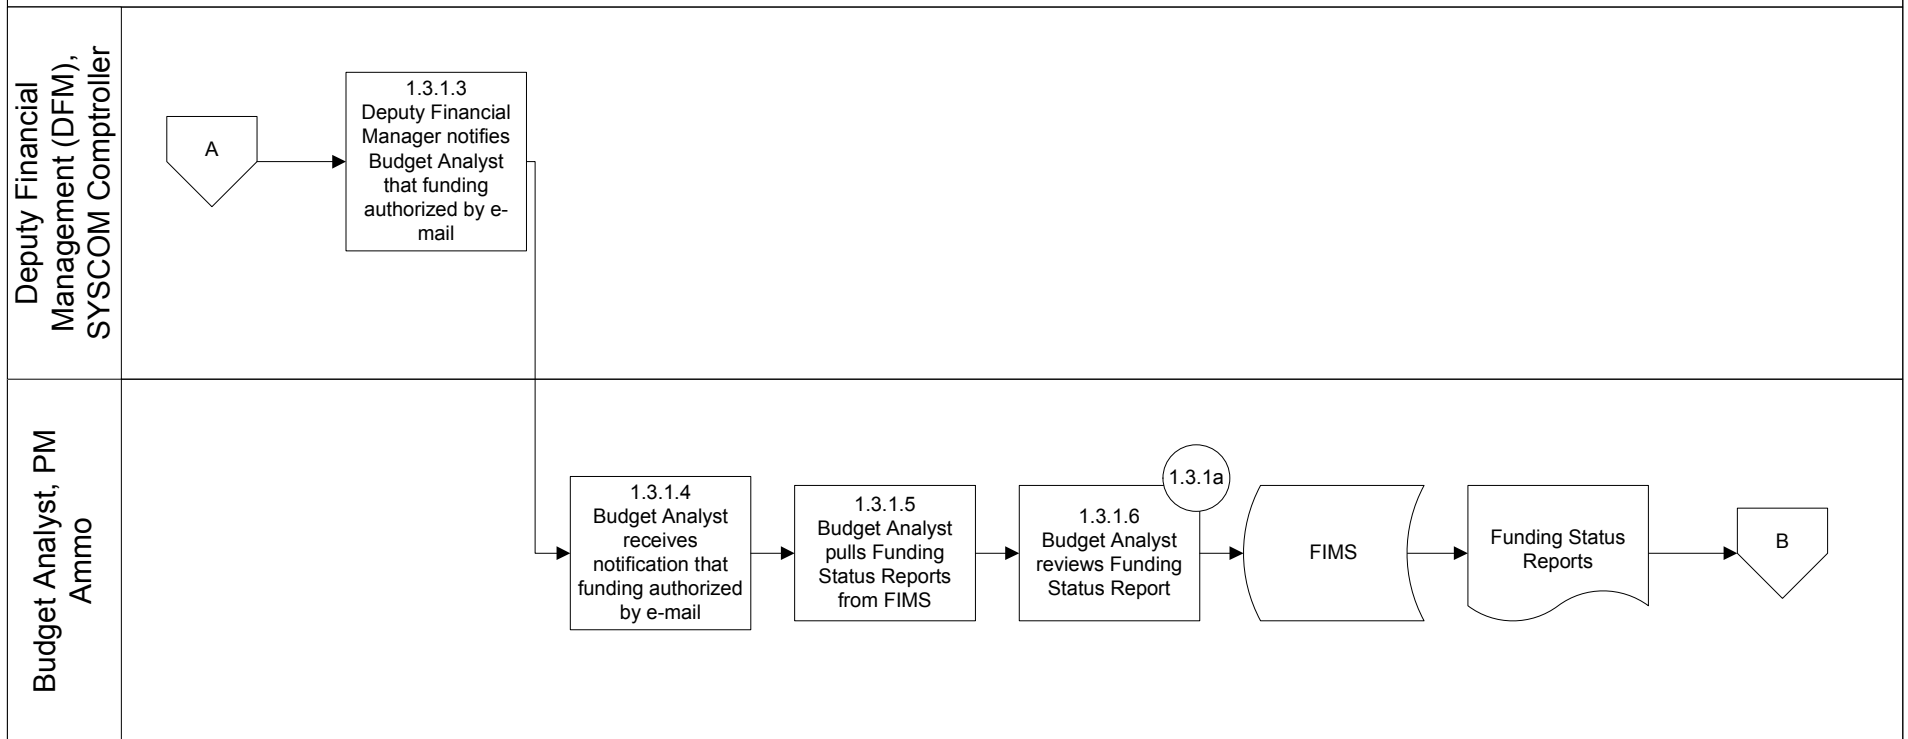 Deputy Financial
Management (DFM),
SYSCOM Comptroller
A
1.3.1.3
Deputy Financial
Manager notifies
Budget Analyst
that funding
authorized by e-
mail
Budget Analyst, PM
Ammo
1.3.1.4
Budget Analyst
receives
notification that
funding authorized
by e-mail
1.3.1.5
Budget Analyst
pulls Funding
Status Reports
from FIMS
1.3.1a
1.3.1.6
Budget Analyst
reviews Funding
Status Report
FIMS
Funding Status
Reports
B